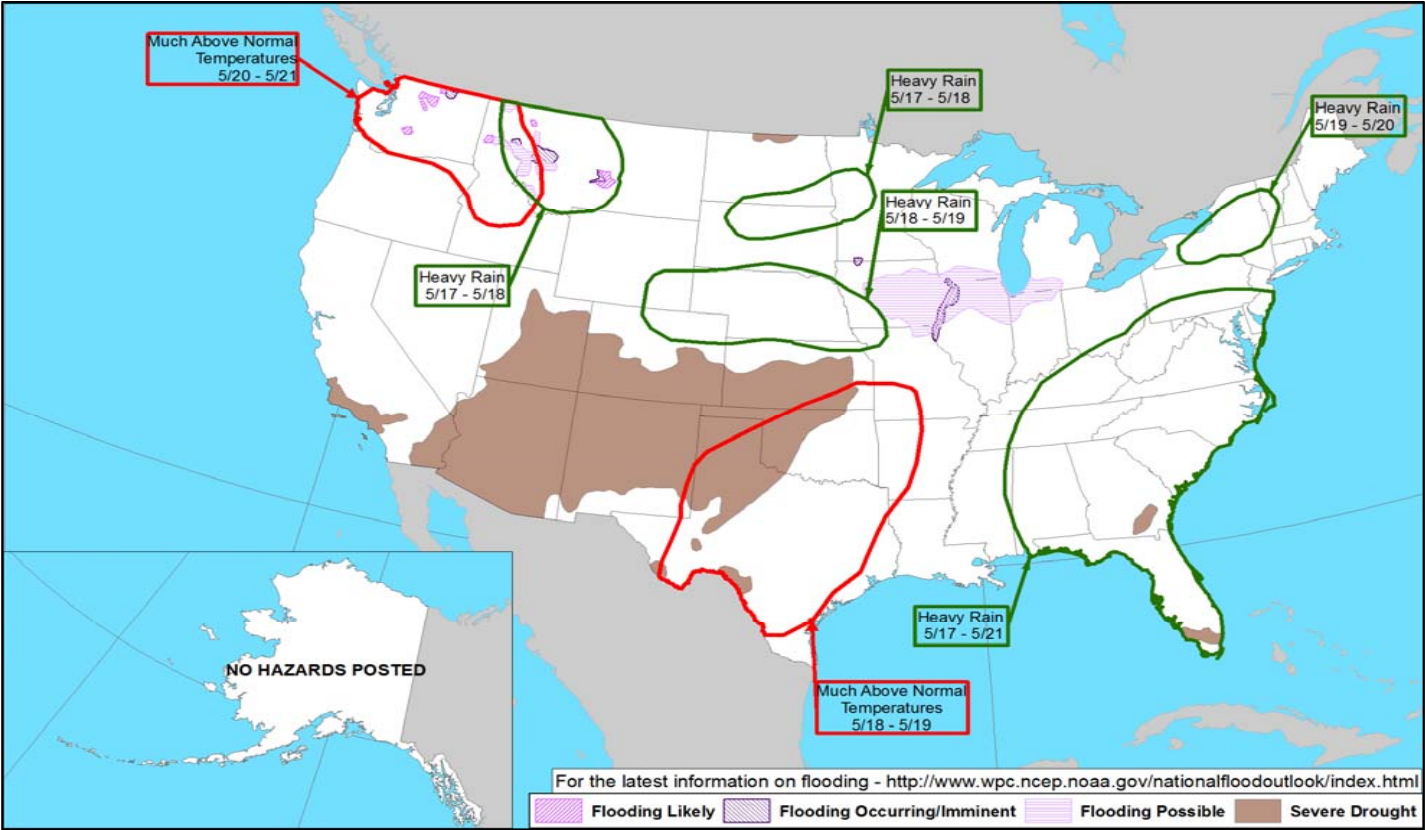 Much Above Normal
Temperatures
5/20 - 5/21
Heavy Rain
5/17 - 5/18
Heavy Rain
5/19 - 5/20
Heavy Rain
5/18 - 5/19
Heavy Rain
5/17 - 5/18
Heavy Rain
5/17 - 5/21
NO HAZARDS POSTED
Much Above Normal
Temperatures
5/18 - 5/19
For the latest information on flooding - http://www.wpc.ncep.noaa.gov/nationalfloodoutlook/index.html
Flooding Likely Flooding Occurring/Imminent Flooding Possible Severe Drought